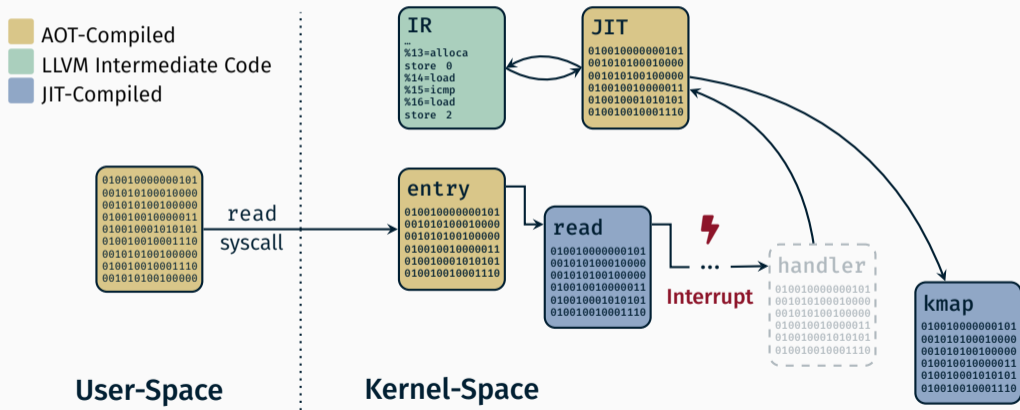 AOT-Compiled
LLVM Intermediate Code
JIT-Compiled
IR
…
%13=alloca
store 0
%14=load
%15=icmp
%16=load
store 2
JIT
010010000000101
001010100010000
001010100100000
010010010000011
010010001010101
010010010001110
010010000000101
001010100010000
001010100100000
010010010000011
010010001010101
010010010001110
001010100100000
010010010001110
001010100100000
read
syscall
entry
010010000000101
001010100010000
001010100100000
010010010000011
010010001010101
010010010001110
read
010010000000101
001010100010000
001010100100000
010010010000011
010010001010101
010010010001110
...
Interrupt
handler
010010000000101
001010100010000
001010100100000
010010010000011
010010001010101
010010010001110
kmap
010010000000101
001010100010000
001010100100000
010010010000011
010010001010101
010010010001110
User-Space
Kernel-Space